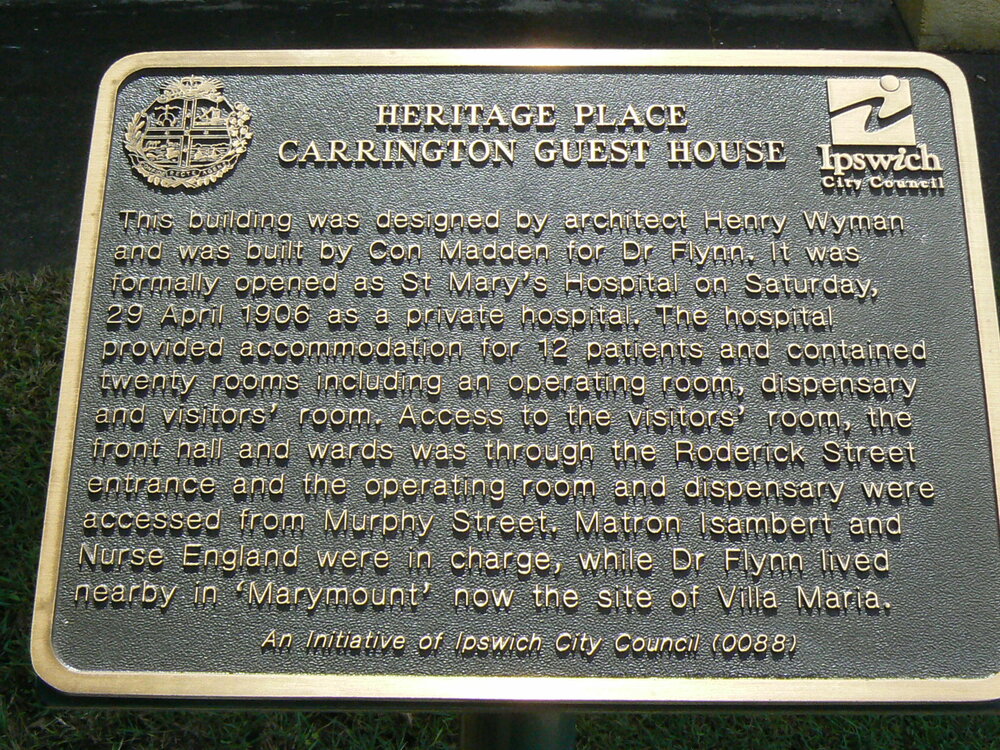 HERITAGE PLACE
CARRINGTON GUEST HOUSE
Ipswich
City Council
This building was designed by architect Henry Wyman
and was built by Con Madden for Dr Flynn. It was
formally opened as St Mary's Hospital on Saturday,
29 April 1906 as a private hospital. The hospital
provided accommodation for 12 patients and contained
twenty rooms including an operating room, dispensary
and visitors' room. Access to the visitors' room, the
front hall and wards was through the Roderick Street
entrance and the operating room and dispensary were
accessed from Murphy Street. Matron Isambert and
Nurse England were in charge, while Dr Flynn lived
nearby in 'Marymount' now the site of Villa Maria.
An Initiative of Ipswich City Council (0088)